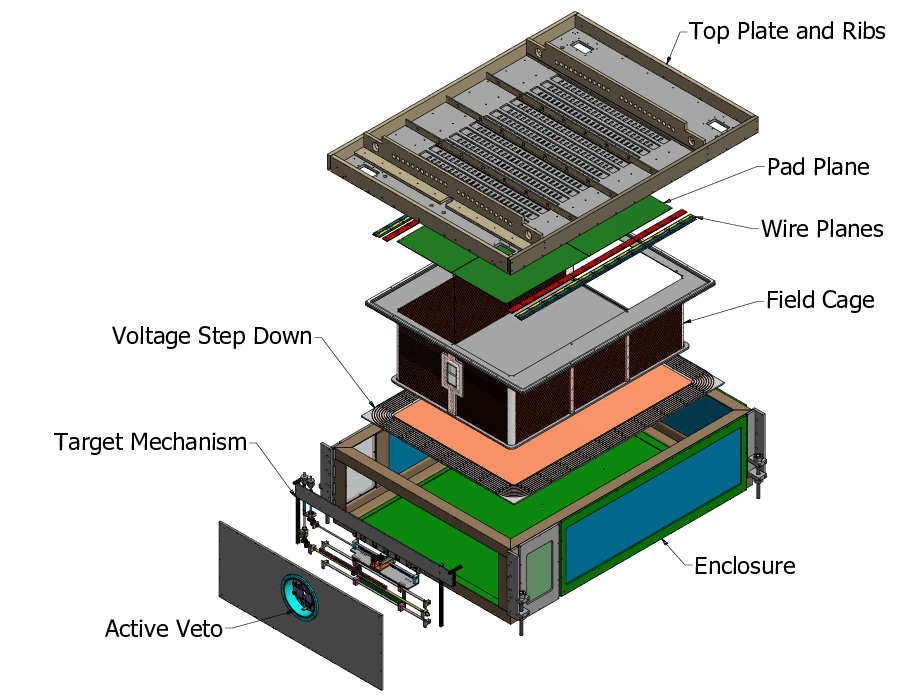 Top Plate and Ribs
Pad Plane
Wire Planes
Field Cage
Voltage Step Down
Target Mechanism
Enclosure
Active Veto